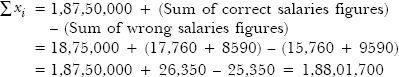 ∑xᵢ = 1,87,50,000 + (Sum of correct salaries figures)
– (Sum of wrong salaries figures)
= 18,75,000 + (17,760 + 8590) – (15,760 + 9590)
= 1,87,50,000 + 26,350 – 25,350 = 1,88,01,700